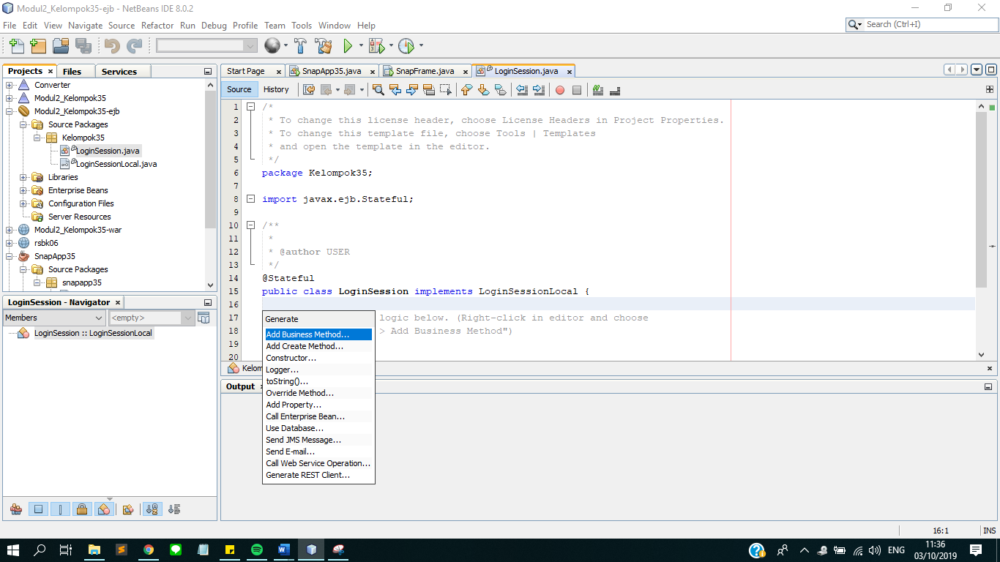 Modul2_Kelompok35-ejb - NetBeans IDE 8.0.2
File Edit View Navigate Source Refactor Run Debug Profile Team Tools Window Help
Search (Ctrl+I)
Projects Files Services
Converter
Modul2_Kelompok35
Modul2_Kelompok35-ejb
Source Packages
Kelompok35
LoginSession.java
LoginSessionLocal.java
Libraries
Enterprise Beans
Configuration Files
Server Resources
Modul2_Kelompok35-war
rsbk06
SnapApp35
Source Packages
snapapp35
LoginSession - Navigator
Members <empty>
LoginSession :: LoginSessionLocal
Start Page SnapApp35.java SnapFrame.java LoginSession.java
Source History
1 /*
2 * To change this license header, choose License Headers in Project Properties.
3 * To change this template file, choose Tools | Templates
4 * and open the template in the editor.
5 */
6 package Kelompok35;
7
8 import javax.ejb.Stateful;
9
10 /**
11 *
12 * @author USER
13 */
14 @Stateful
15 public class LoginSession implements LoginSessionLocal {
16
17 logic below. (Right-click in editor and choose
18 > Add Business Method")
19
20
Kelom
Output
Generate
Add Business Method...
Add Create Method...
Constructor...
Logger...
toString()...
Override Method...
Add Property...
Call Enterprise Bean...
Use Database...
Send JMS Message...
Send E-mail...
Call Web Service Operation...
Generate REST Client...
16:1 INS
ENG
11:36
03/10/2019